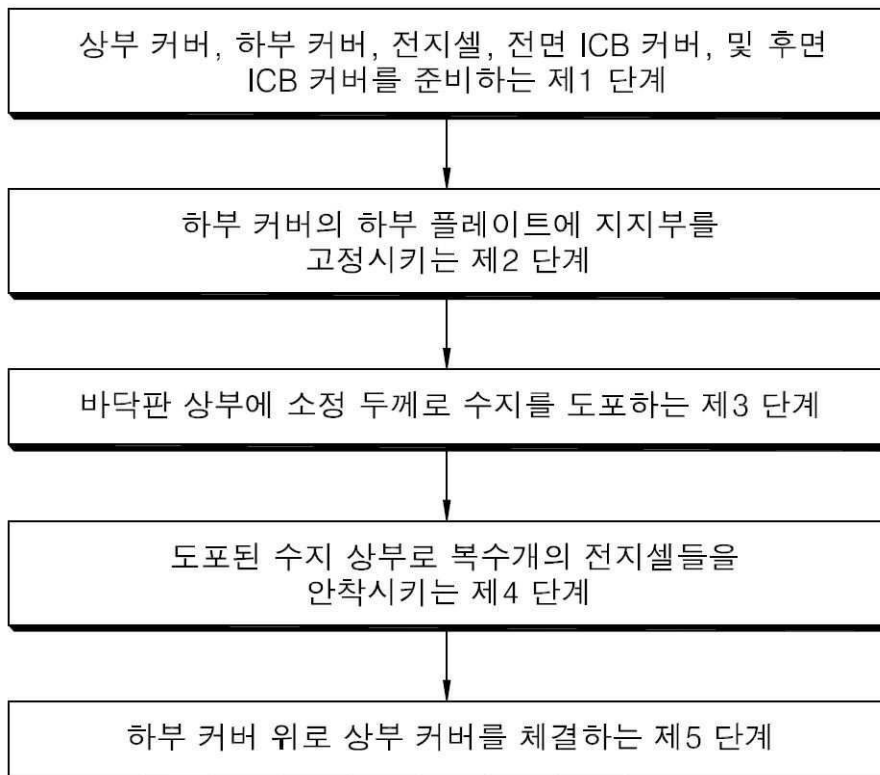 상부 커버, 하부 커버, 전지셀, 전면 ICB 커버, 및 후면
ICB 커버를 준비하는 제1 단계
하부 커버의 하부 플레이트에 지지부를
고정시키는 제2 단계
바닥판 상부에 소정 두께로 수지를 도포하는 제3 단계
도포된 수지 상부로 복수개의 전지셀들을
안착시키는 제4 단계
하부 커버 위로 상부 커버를 체결하는 제5 단계